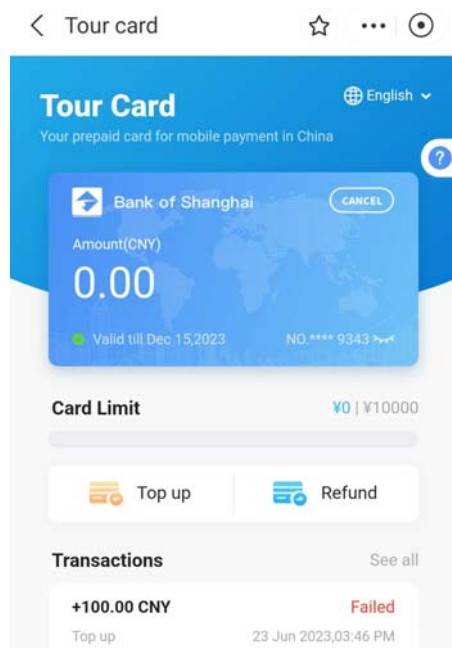 Tour card
Tour Card
English
Your prepaid card for mobile payment in China
?
Bank of Shanghai
CANCEL
Amount(CNY)
0.00
Valid till Dec 15,2023
NO.**** 9343
Card Limit
¥0 | ¥10000
Top up
Refund
Transactions
See all
+100.00 CNY
Failed
Top up
23 Jun 2023,03:46 PM